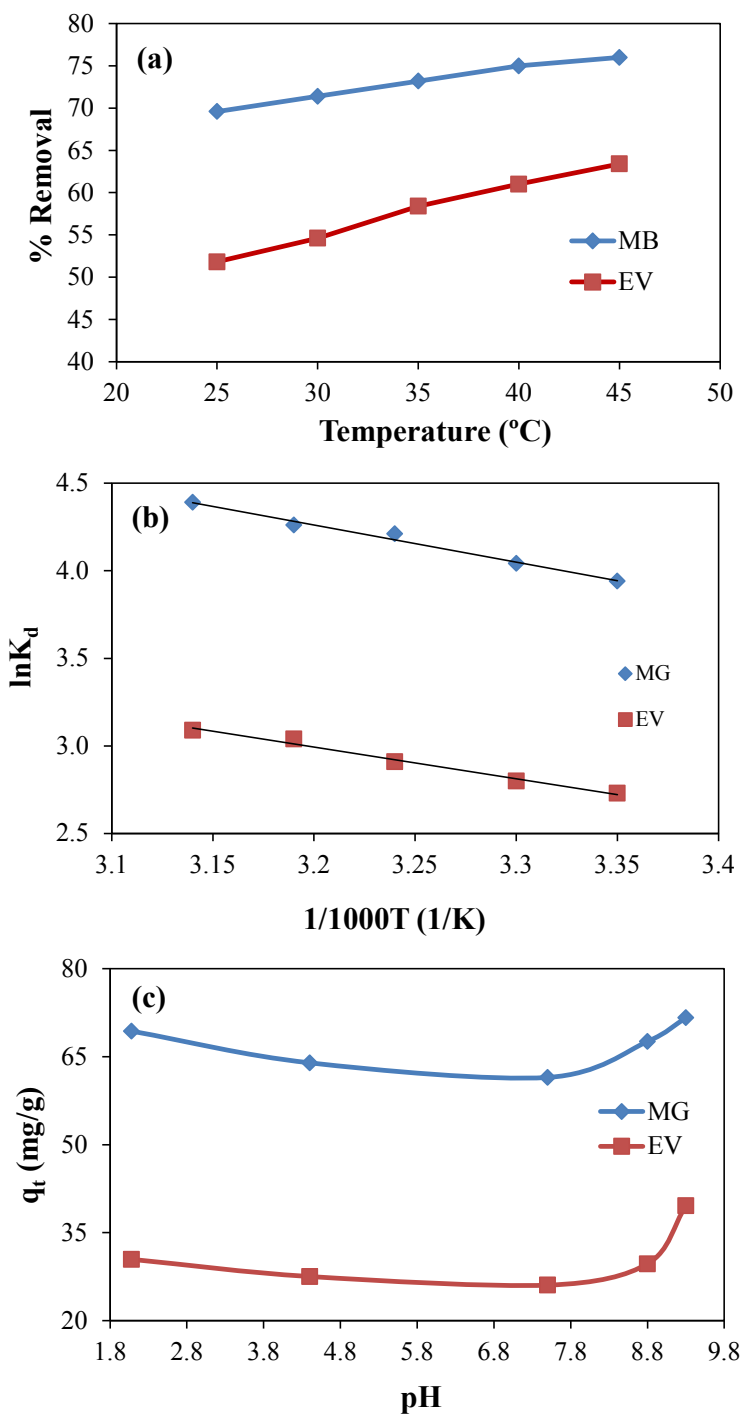 (a)
80
75
70
65
60
55
50
45
40
% Removal
MB
EV
20 25 30 35 40 45 50
Temperature (ºC)
(b)
4.5
4.0
3.5
3.0
2.5
lnKd
MG
EV
3.1 3.15 3.2 3.25 3.3 3.35 3.4
1/1000T (1/K)
(c)
80
65
50
35
20
qt (mg/g)
MG
EV
1.8 2.8 3.8 4.8 5.8 6.8 7.8 8.8 9.8
pH